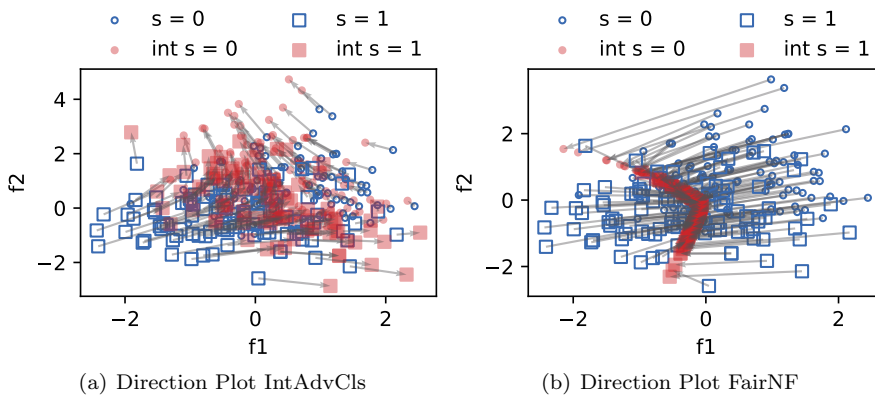 s = 0 s = 1
int s = 0 int s = 1
4
2
0
−2
f2
−2 0 2
f1
(a) Direction Plot IntAdvCls
s = 0 s = 1
int s = 0 int s = 1
2
0
−2
f2
−2 0 2
f1
(b) Direction Plot FairNF